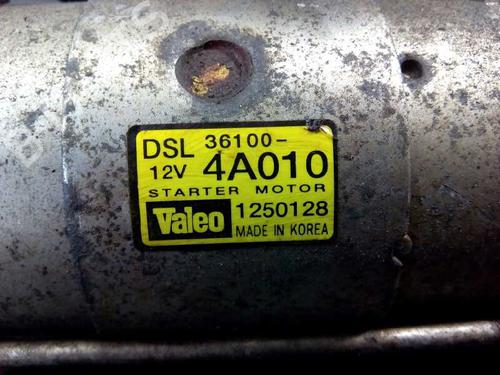 DSL 36100-
12V 4A010
STARTER MOTOR
Valeo 1250128
MADE IN KOREA